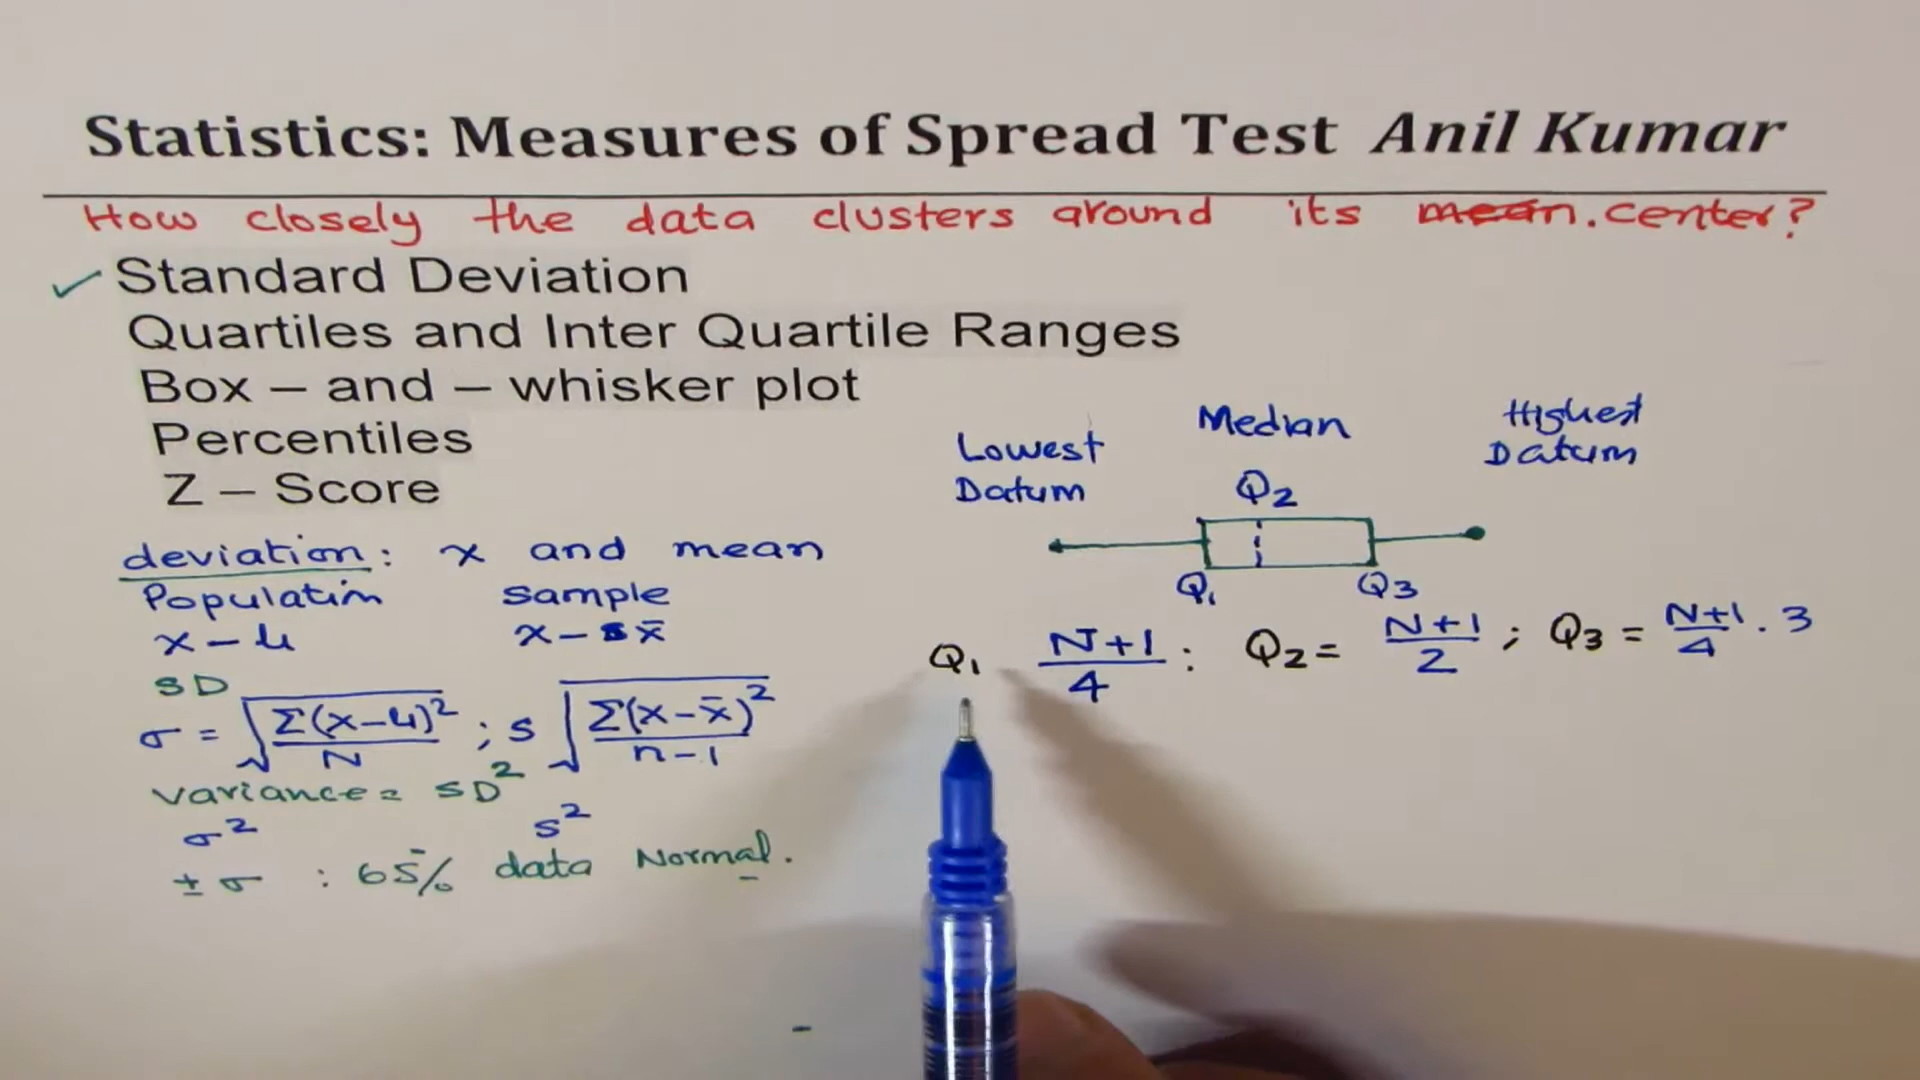 Statistics: Measures of Spread Test Anil Kumar
How closely the data clusters around its mean. center?
✓ Standard Deviation
Quartiles and Inter Quartile Ranges
Box – and – whisker plot
Percentiles
Z – Score
deviation: x and mean
Population Sample
x - μ x - x̄
SD
σ = √(Σ(x-μ)² / N) ; s √(Σ(x-x̄)² / n-1)
Variance = SD²
σ² s²
± σ : 65% data Normal.
Lowest Datum
Median
Highest Datum
Q2
Q1 Q3
Q1 N+1/4 : Q2 = N+1/2 ; Q3 = N+1/4 . 3